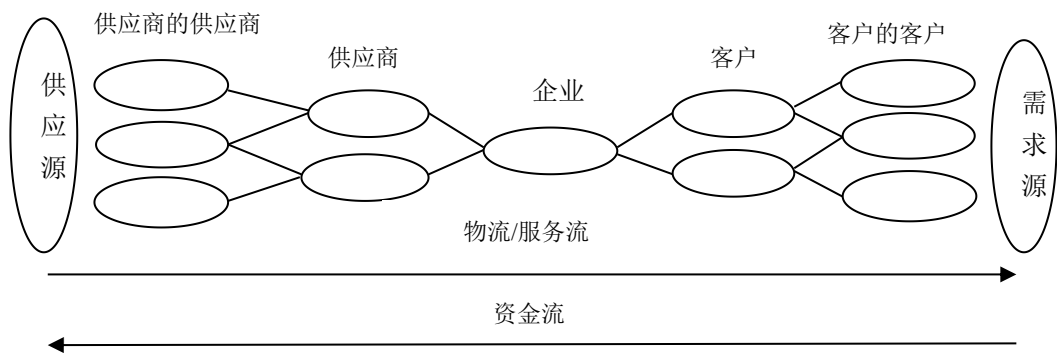 供应商的供应商
客户的客户
供应商
客户
企业
供应源
需求源
物流/服务流
资金流